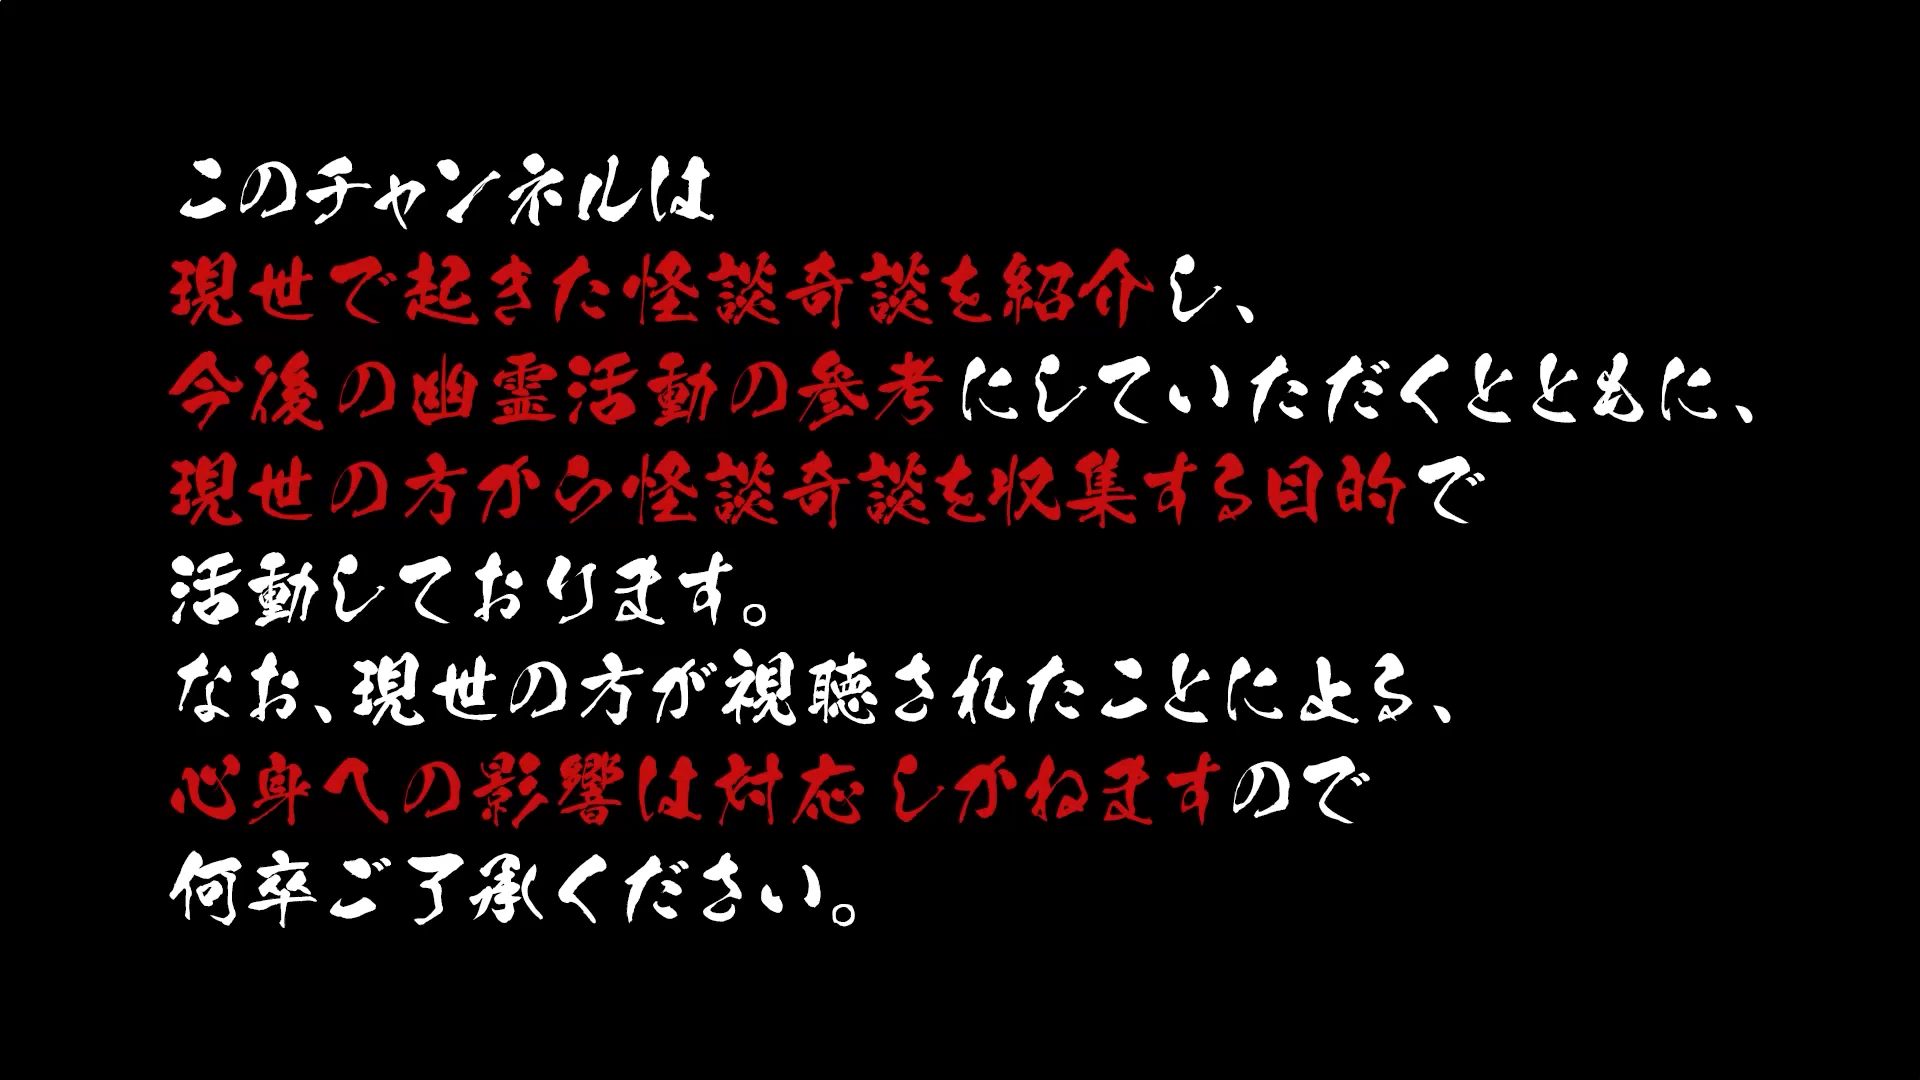 このチャンネルは
現世で起きた怪談奇談を紹介し、
今後の幽霊活動の参考にしていただくとともに、
現世の方から怪談奇談を収集する目的で
活動しております。
なお、現世の方が視聴されたことによる、
心身への影響は対応しかねますので
何卒ご了承ください。